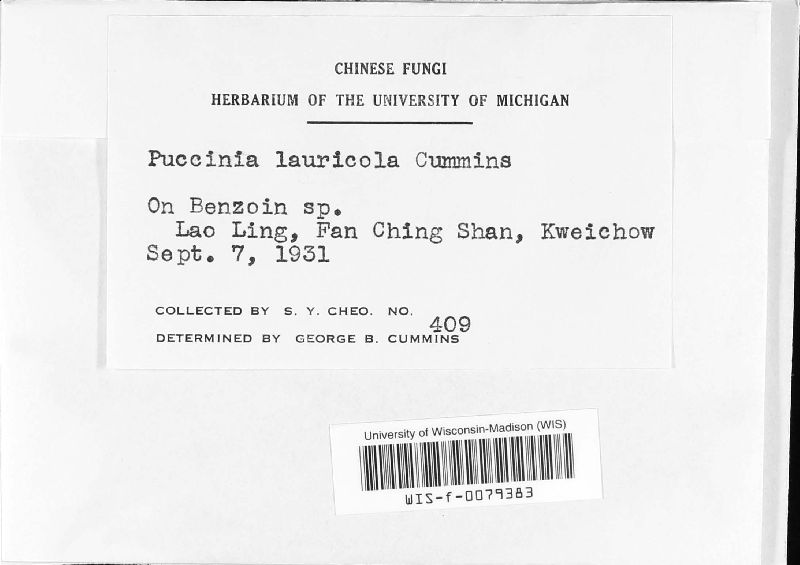 CHINESE FUNGI
HERBARIUM OF THE UNIVERSITY OF MICHIGAN
Puccinia lauricola Cummins
On Benzoin sp.
Lao Ling, Fan Ching Shan, Kweichow
Sept. 7, 1931
COLLECTED BY S. Y. CHEO. NO. 409
DETERMINED BY GEORGE B. CUMMINS
University of Wisconsin-Madison (WIS)
WIS-f-0079383